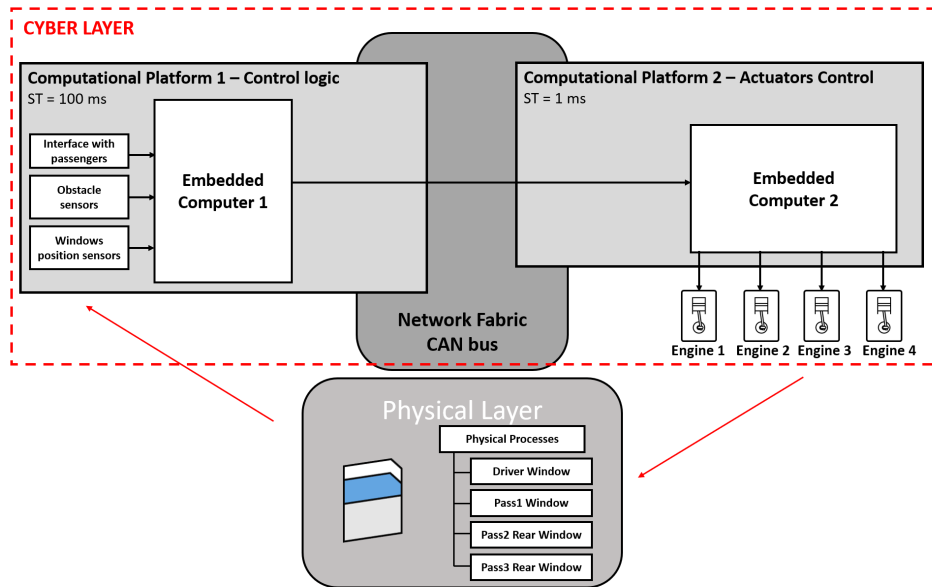 CYBER LAYER
Computational Platform 1 – Control logic
ST = 100 ms
Interface with
passengers
Obstacle
sensors
Windows
position sensors
Embedded
Computer 1
Network Fabric
CAN bus
Computational Platform 2 – Actuators Control
ST = 1 ms
Embedded
Computer 2
Engine 1
Engine 2
Engine 3
Engine 4
Physical Layer
Physical Processes
Driver Window
Pass1 Window
Pass2 Rear Window
Pass3 Rear Window